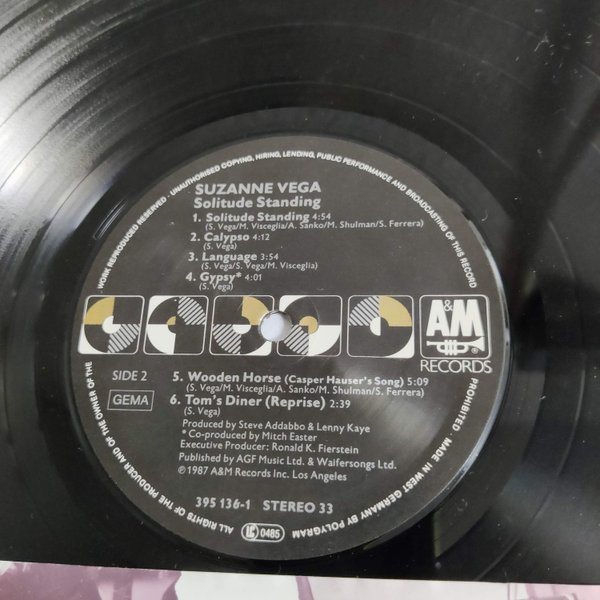 WORK REPRODUCED RESERVED · UNAUTHORISED COPYING, HIRING, LENDING, PUBLIC PERFORMANCE AND BROADCASTING OF THIS RECORD
SUZANNE VEGA
Solitude Standing
1. Solitude Standing 4:54
(S. Vega/M. Visceglia/A. Sanko/M. Shulman/S. Ferrera)
2. Calypso 4:12
(S. Vega)
3. Language 3:54
(S. Vega/S. Vega/M. Visceglia)
4. Gypsy* 4:01
(S. Vega)
A&M
RECORDS
SIDE 2
GEMA
5. Wooden Horse (Casper Hauser's Song) 5:09
(S. Vega/M. Visceglia/A. Sanko/M. Shulman/S. Ferrera)
6. Tom's Diner (Reprise) 2:39
(S. Vega)
Produced by Steve Addabbo & Lenny Kaye
* Co-produced by Mitch Easter
Executive Producer: Ronald K. Fierstein
Published by AGF Music Ltd. & Waifersongs Ltd.
℗1987 A&M Records Inc. Los Angeles
395 136-1 STEREO 33
LC 0485
ALL RIGHTS OF THE PRODUCER AND OF THE OWNER OF THE
PROHIBITED · MADE IN WEST GERMANY BY POLYGRAM